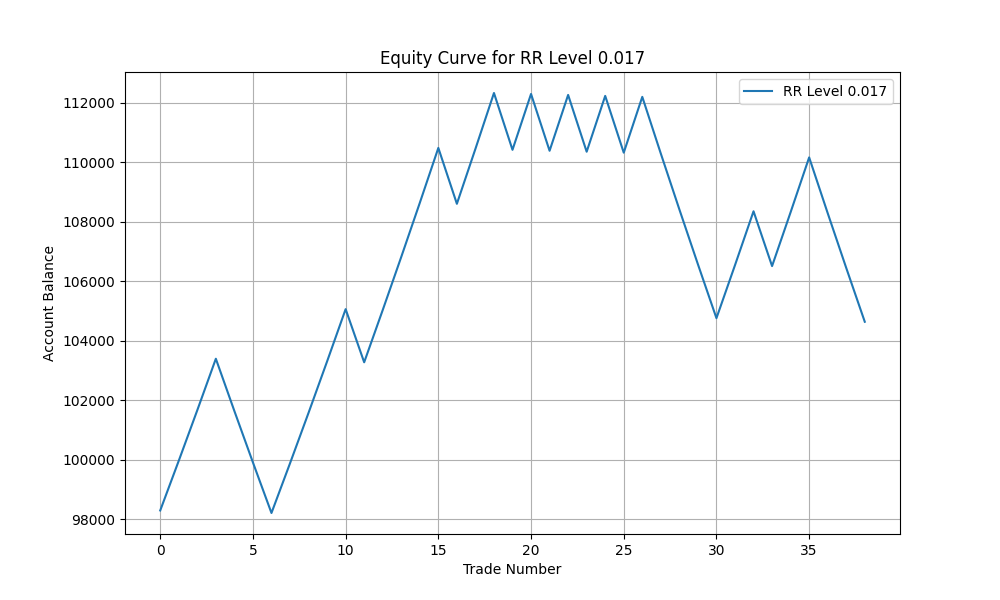 Equity Curve for RR Level 0.017
RR Level 0.017
112000
110000
108000
106000
104000
102000
100000
98000
Account Balance
0 5 10 15 20 25 30 35
Trade Number